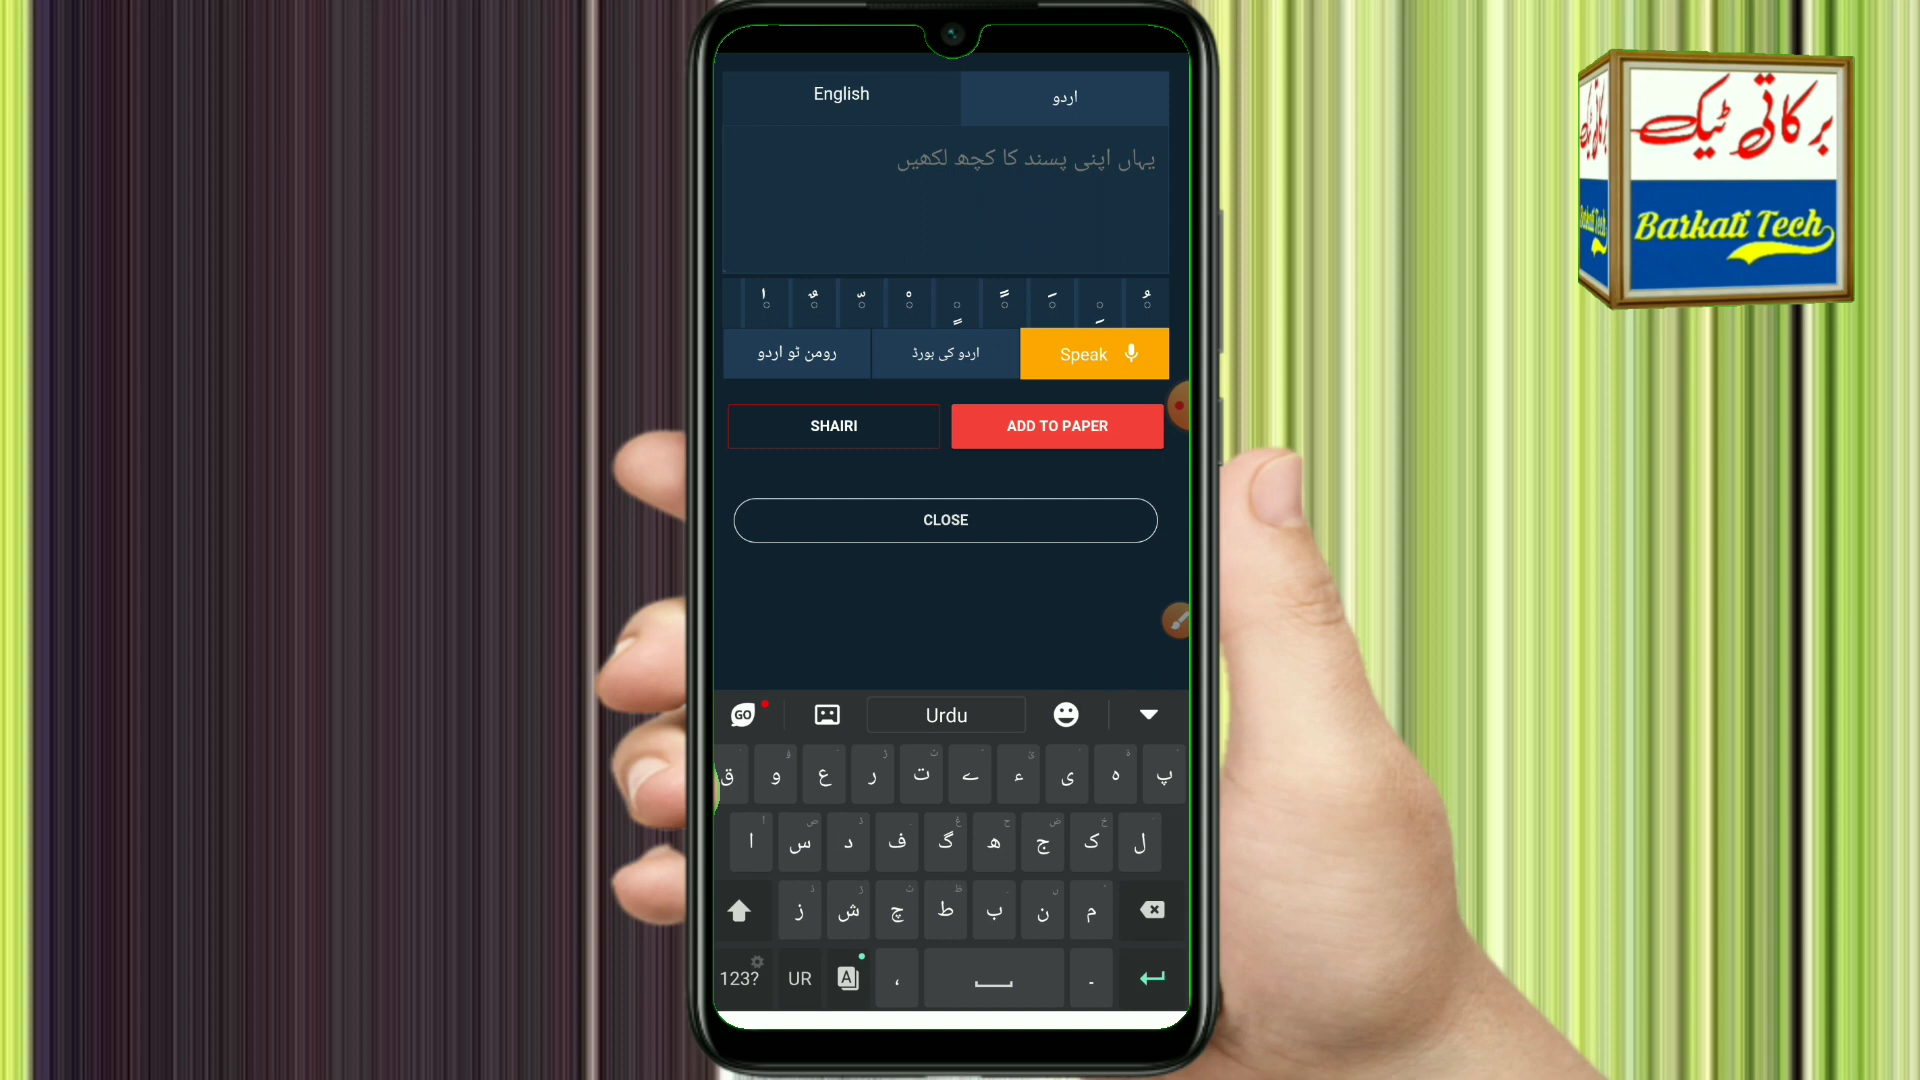 English
اردو
یہاں اپنی پسند کا کچھ لکھیں
رومن ٹو اردو
اردو کی بورڈ
Speak
SHAIRI
ADD TO PAPER
CLOSE
GO
Urdu
ق و ع ر ت ے ء ی ہ پ
ا س د ف گ ھ ج ک ل
ز ش چ ط ب ن م
123?
UR
A
،
۔
برکاتی ٹیک
Barkati Tech